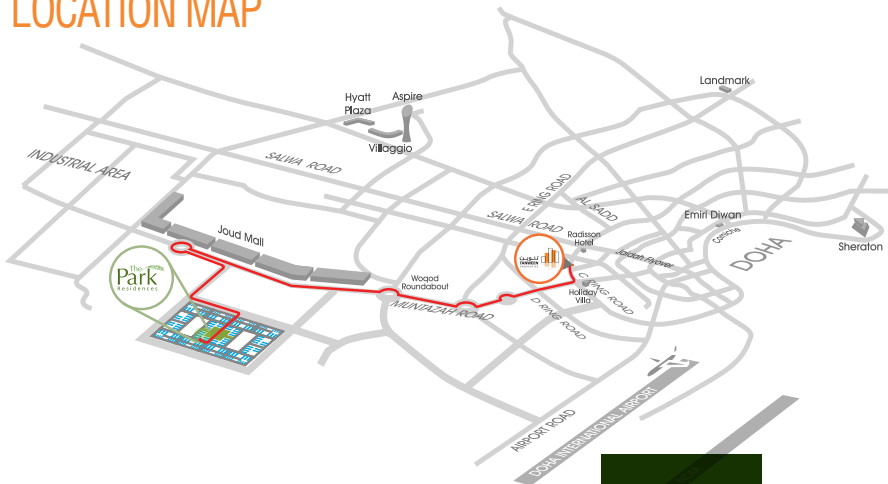 LOCATION MAP
Landmark
Hyatt
Plaza
Aspire
Villaggio
INDUSTRIAL AREA
SALWA ROAD
E RING ROAD
AL SADD
SALWA ROAD
Emiri Diwan
Corniche
Sheraton
Joud Mall
Radisson
Hotel
Jaidah Flyover
DOHA
تنوين
TANWEEN
The
Park
Residences
Woqod
Roundabout
C RING ROAD
Holiday
Villa
MUNTAZAH ROAD
D RING ROAD
AIRPORT ROAD
DOHA INTERNATIONAL AIRPORT